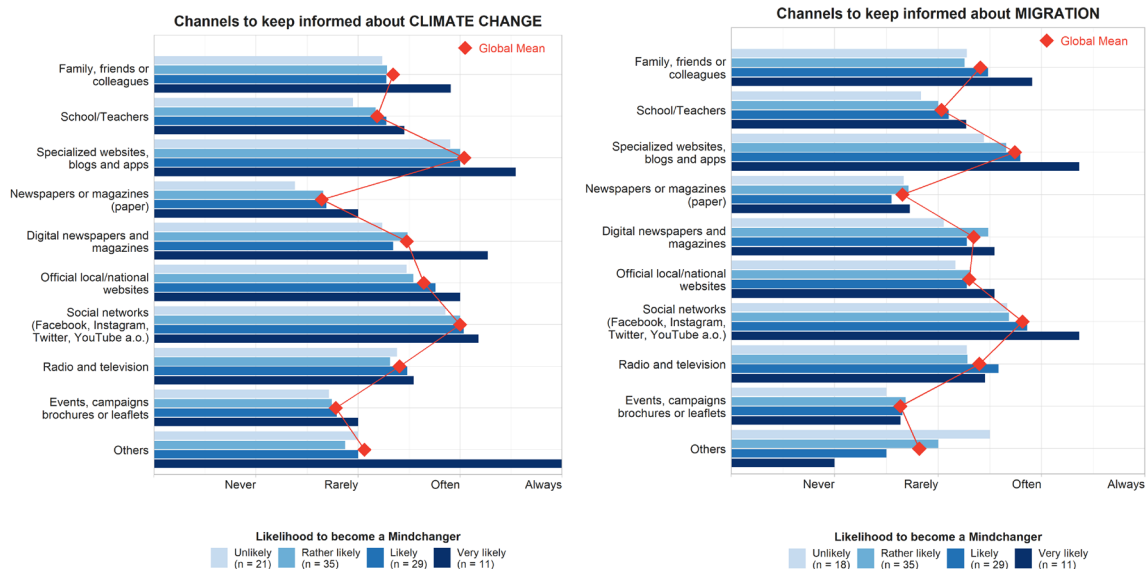 Channels to keep informed about CLIMATE CHANGE
Global Mean
Family, friends or
colleagues
School/Teachers
Specialized websites,
blogs and apps
Newspapers or magazines
(paper)
Digital newspapers and
magazines
Official local/national
websites
Social networks
(Facebook, Instagram,
Twitter, YouTube a.o.)
Radio and television
Events, campaigns
brochures or leaflets
Others
Never Rarely Often Always
Likelihood to become a Mindchanger
Unlikely Rather likely Likely Very likely
(n = 21) (n = 35) (n = 29) (n = 11)
Channels to keep informed about MIGRATION
Global Mean
Family, friends or
colleagues
School/Teachers
Specialized websites,
blogs and apps
Newspapers or magazines
(paper)
Digital newspapers and
magazines
Official local/national
websites
Social networks
(Facebook, Instagram,
Twitter, YouTube a.o.)
Radio and television
Events, campaigns
brochures or leaflets
Others
Never Rarely Often Always
Likelihood to become a Mindchanger
Unlikely Rather likely Likely Very likely
(n = 18) (n = 35) (n = 29) (n = 11)